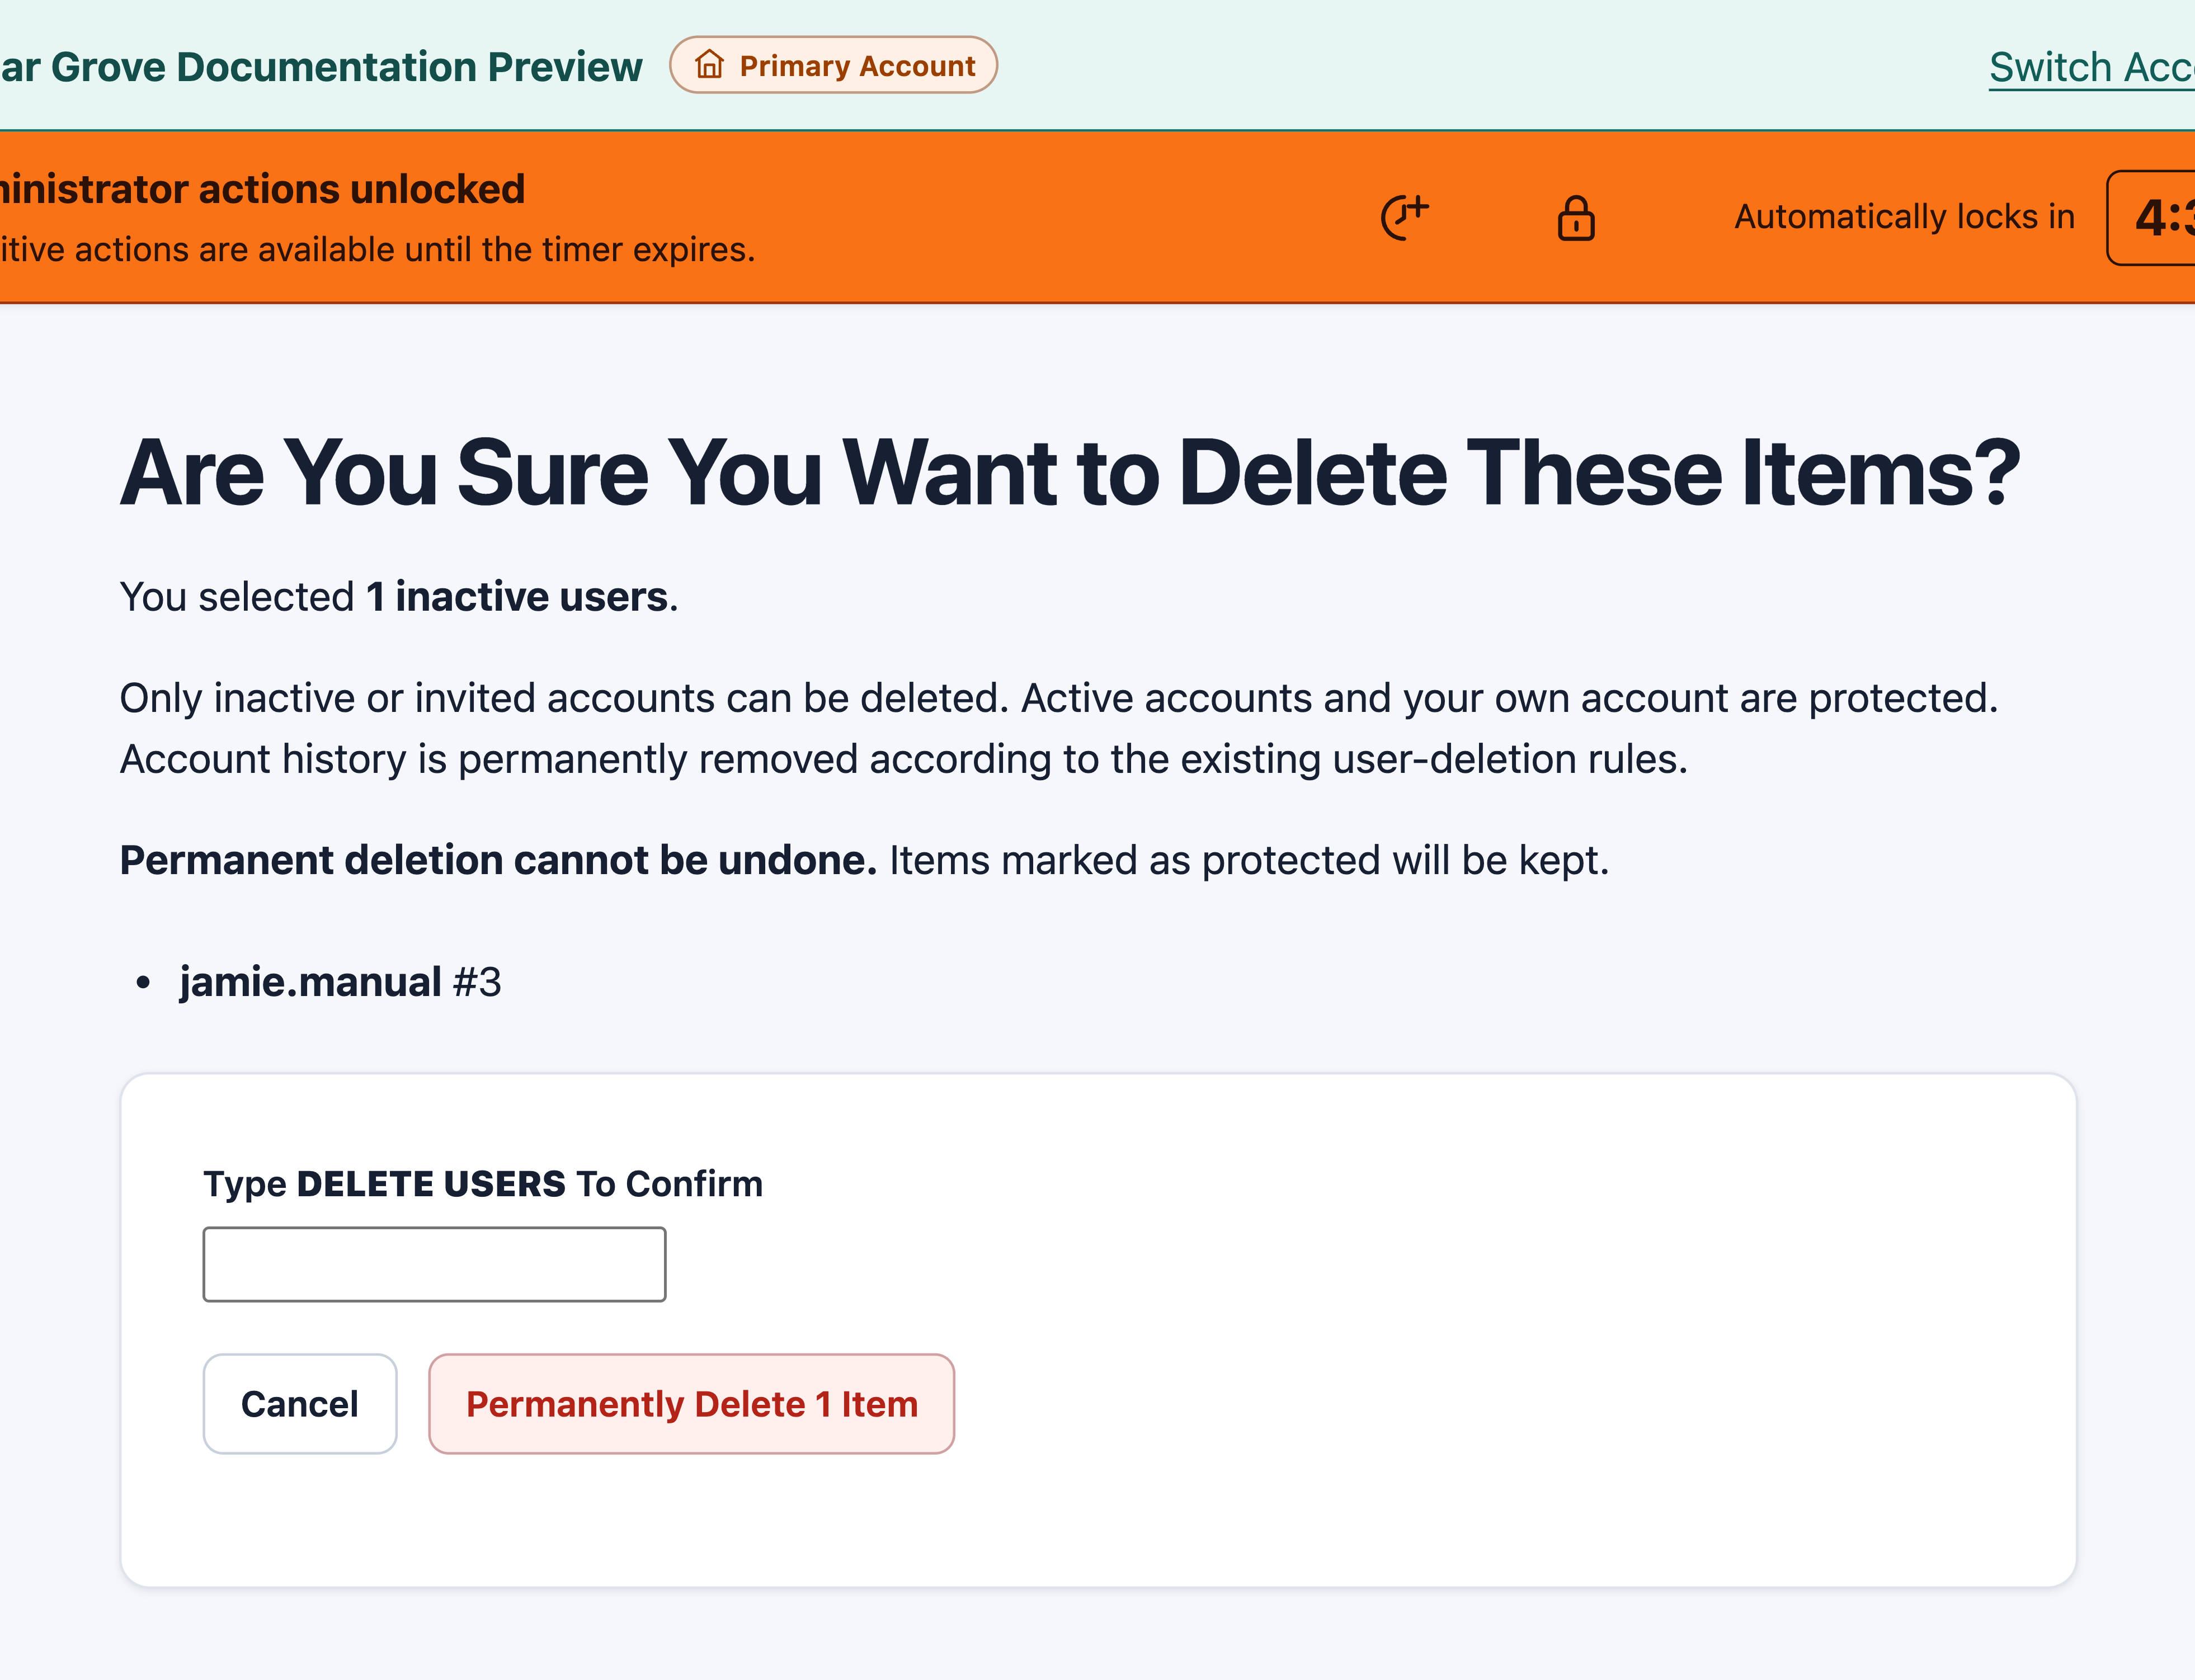 ar Grove Documentation Preview
Primary Account
Switch Acc
ministrator actions unlocked
itive actions are available until the timer expires.
Automatically locks in
4:3
Are You Sure You Want to Delete These Items?
You selected 1 inactive users.
Only inactive or invited accounts can be deleted. Active accounts and your own account are protected.
Account history is permanently removed according to the existing user-deletion rules.
Permanent deletion cannot be undone. Items marked as protected will be kept.
• jamie.manual #3
Type DELETE USERS To Confirm
Cancel
Permanently Delete 1 Item